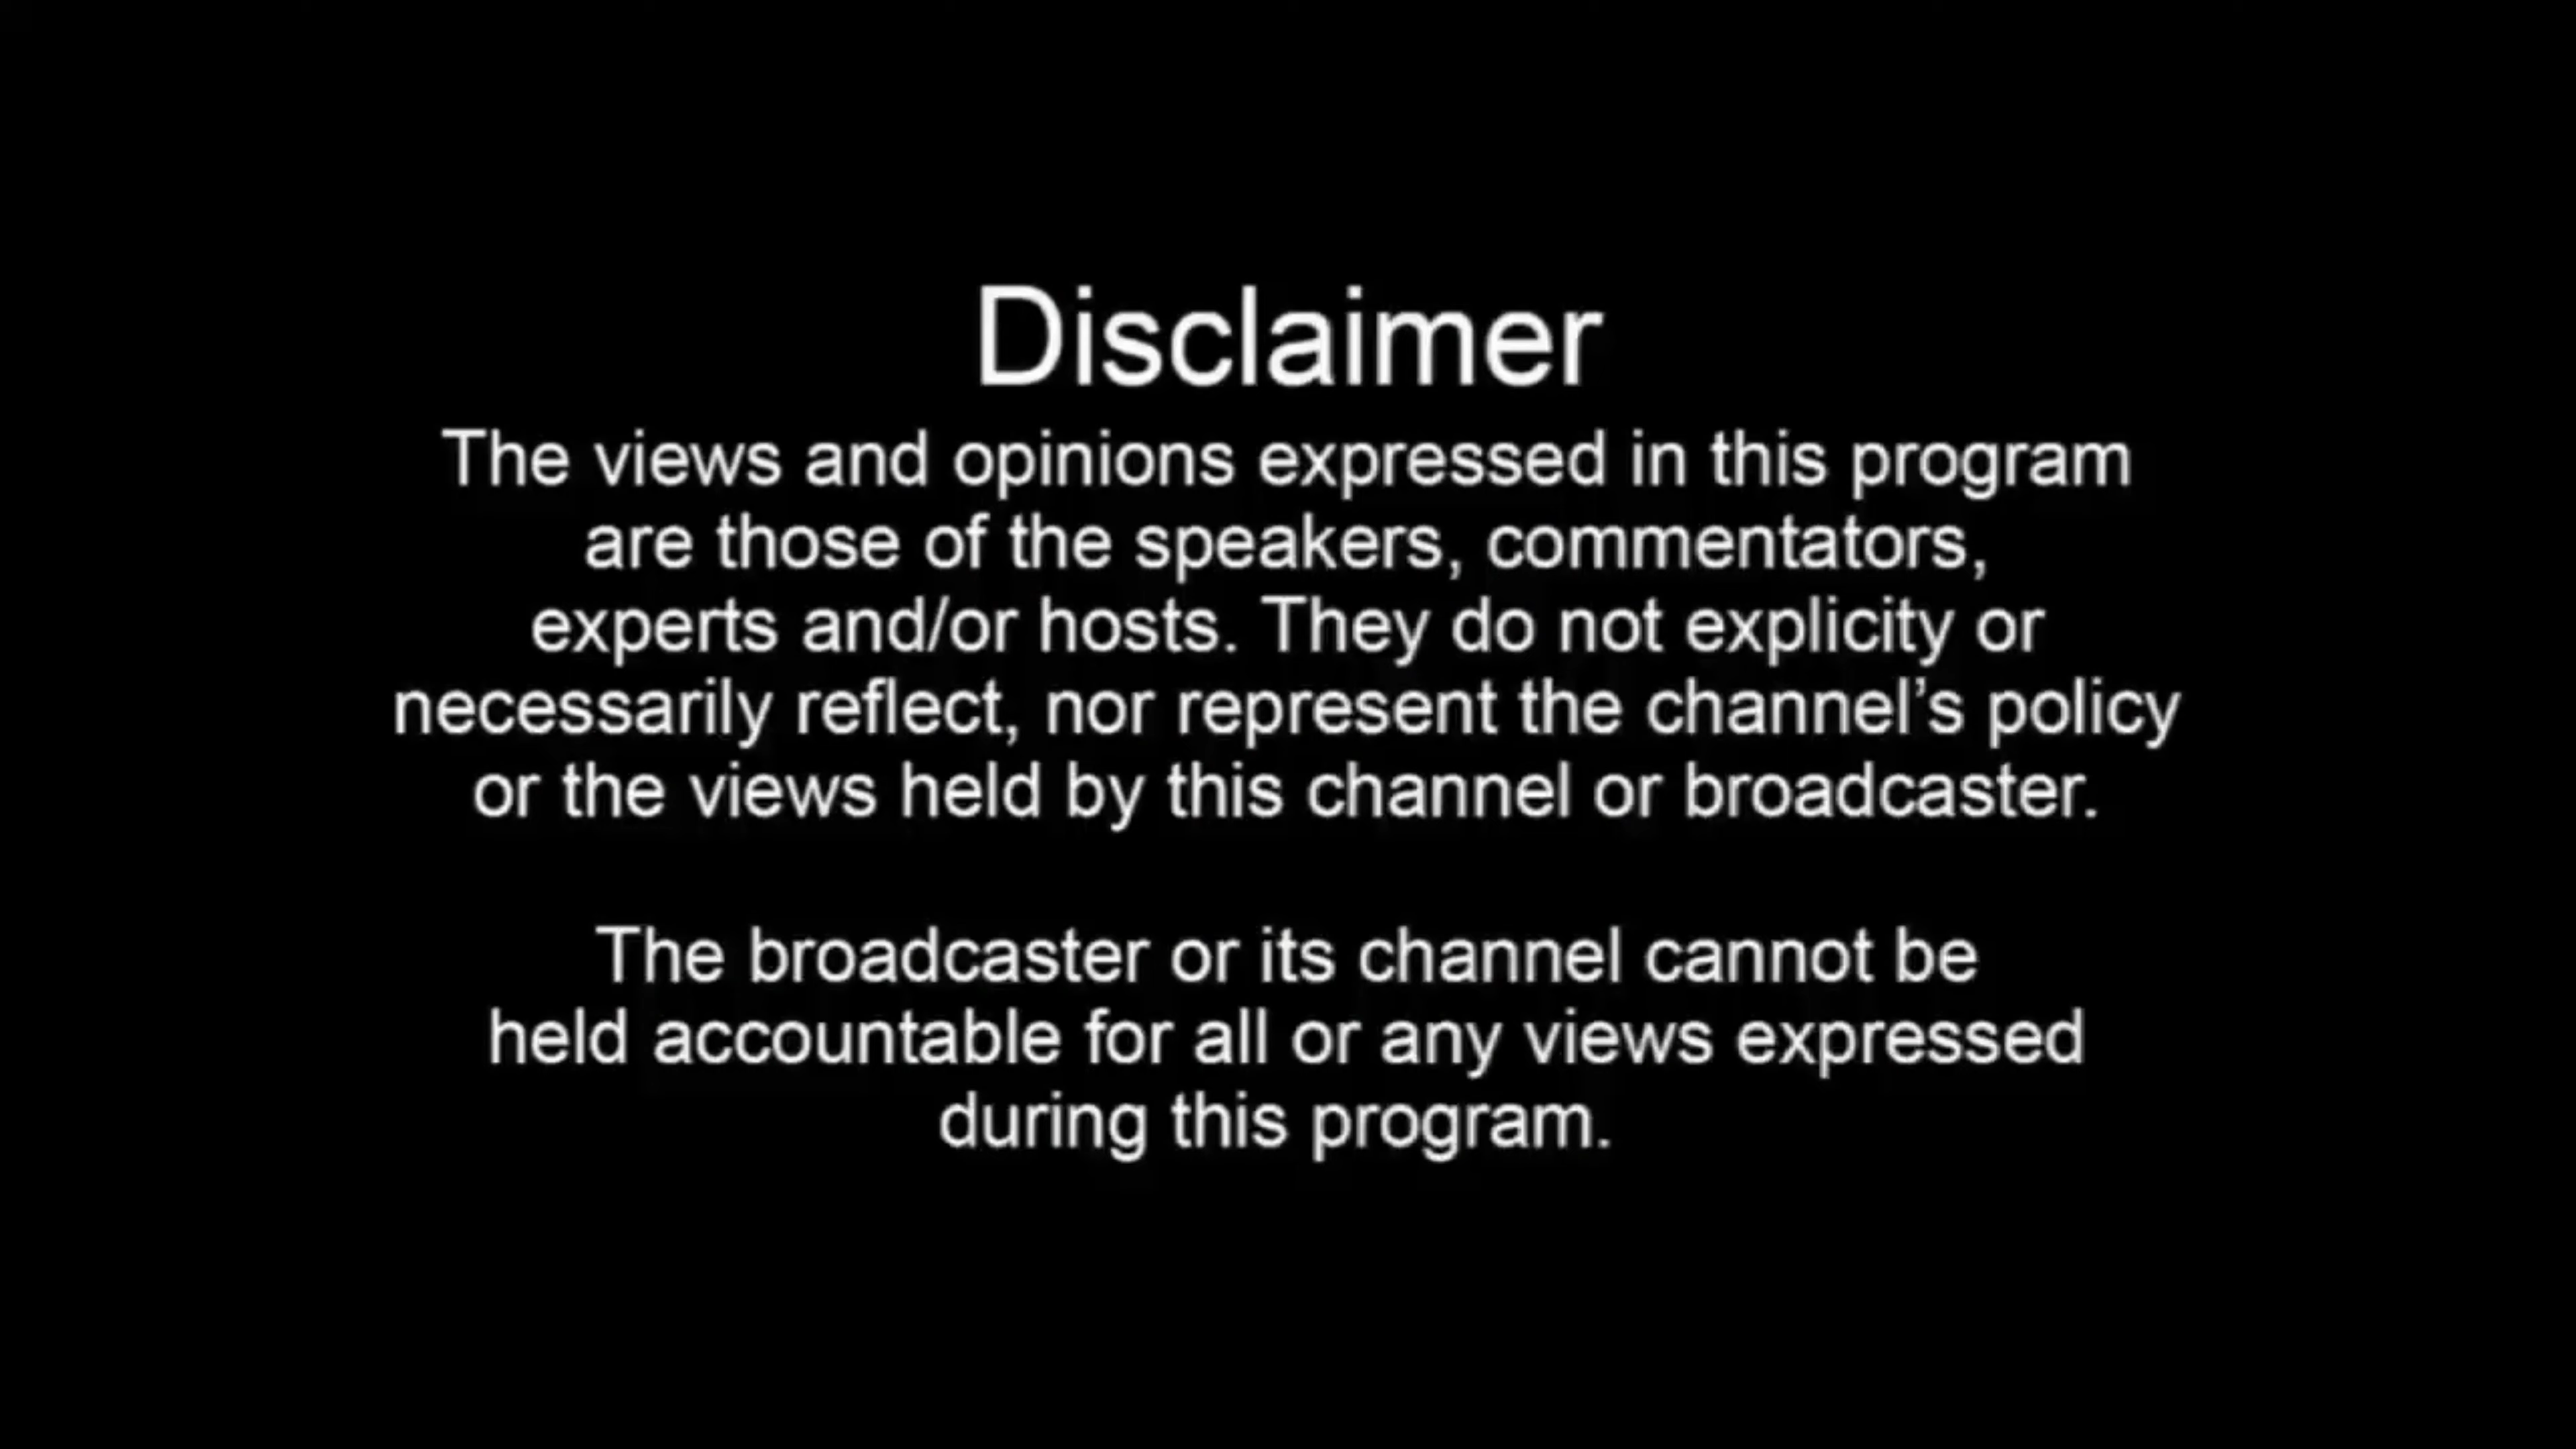 Disclaimer
The views and opinions expressed in this program
are those of the speakers, commentators,
experts and/or hosts. They do not explicity or
necessarily reflect, nor represent the channel’s policy
or the views held by this channel or broadcaster.
The broadcaster or its channel cannot be
held accountable for all or any views expressed
during this program.